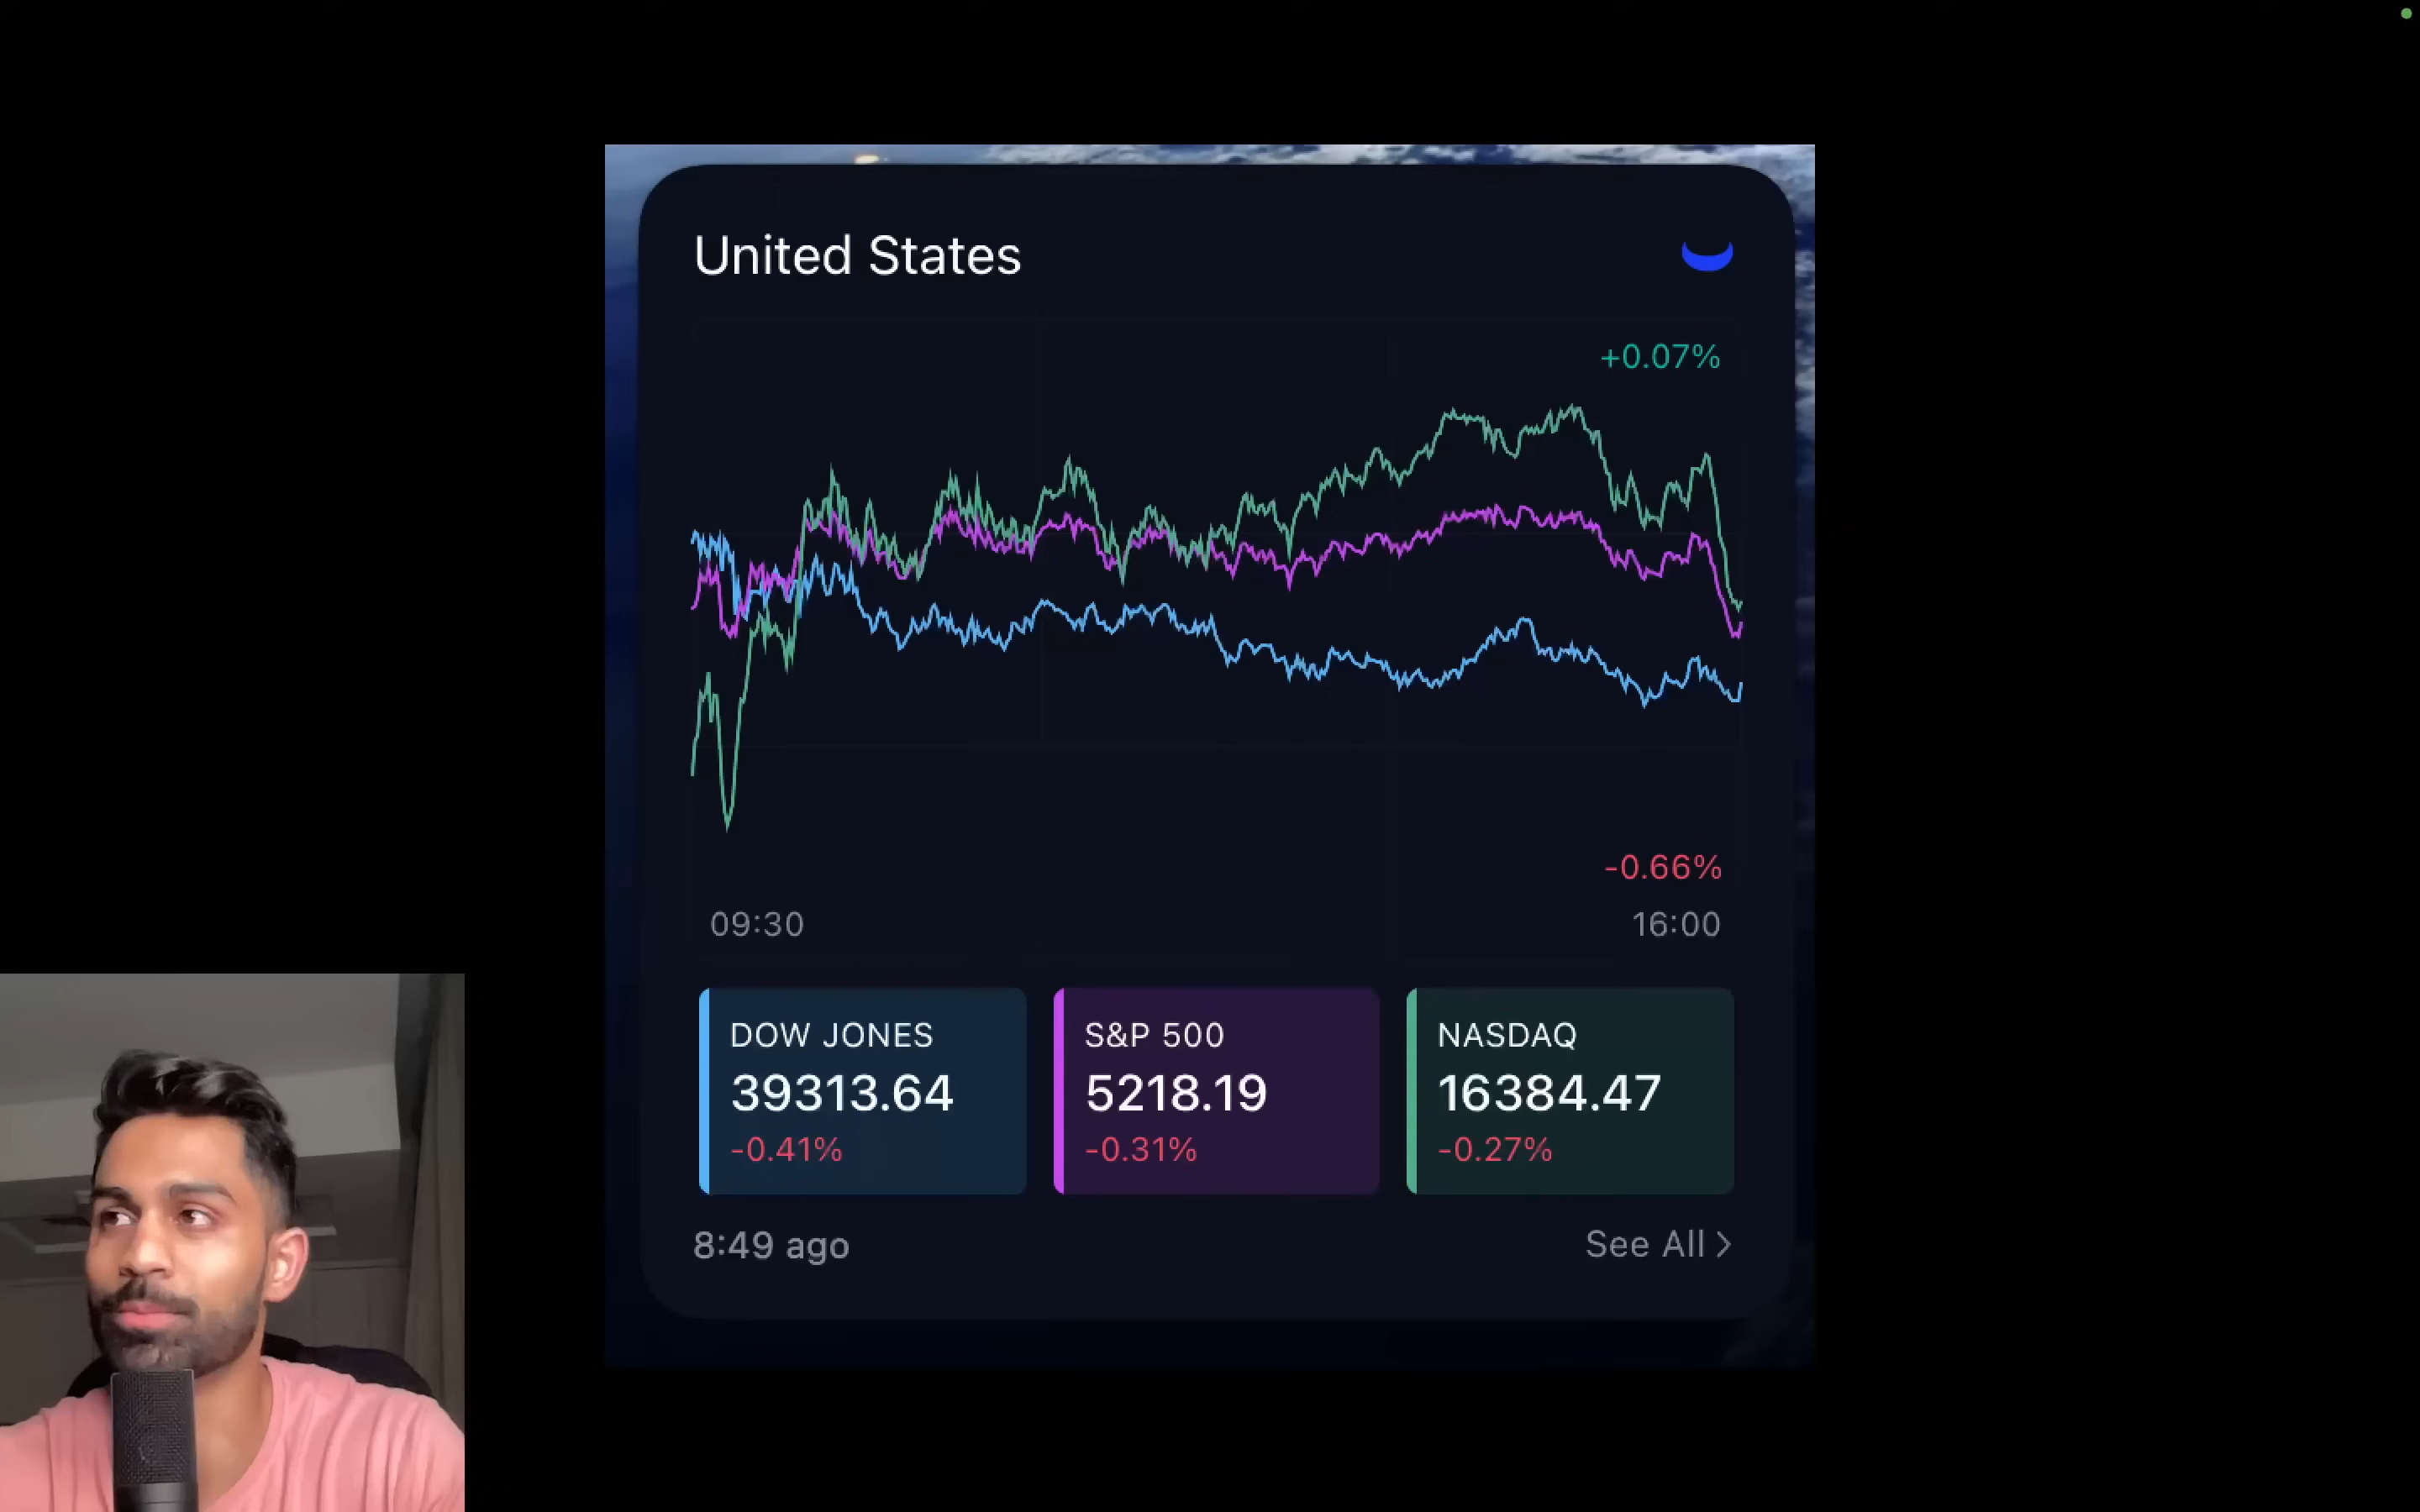 United States
+0.07%
-0.66%
09:30
16:00
DOW JONES
39313.64
-0.41%
S&P 500
5218.19
-0.31%
NASDAQ
16384.47
-0.27%
8:49 ago
See All